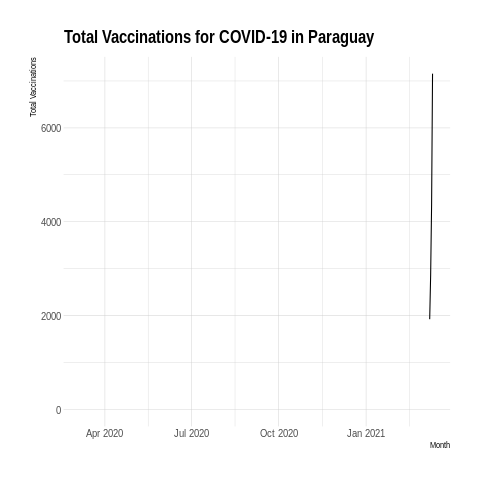 Total Vaccinations for COVID-19 in Paraguay
Total Vaccinations
6000
4000
2000
0
Apr 2020 Jul 2020 Oct 2020 Jan 2021
Month